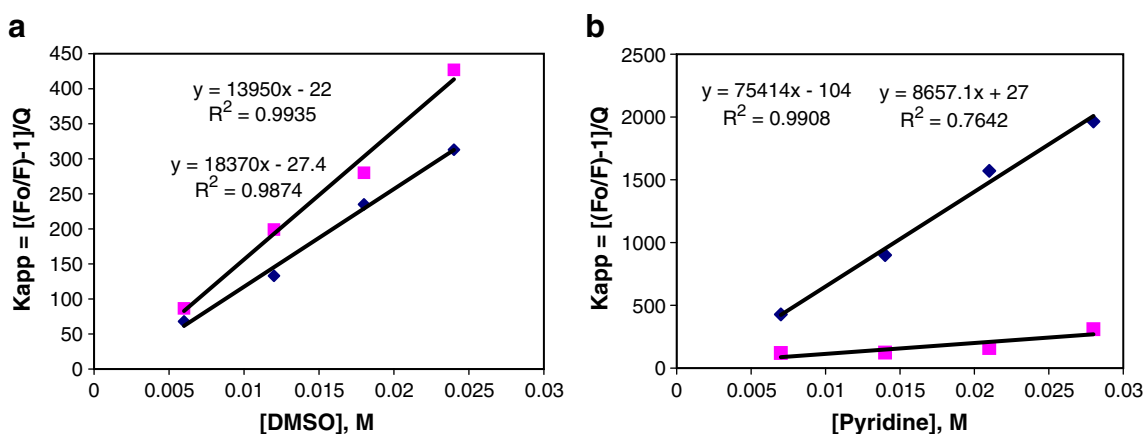 a
450
400
350
300
250
200
150
100
50
0
Kapp = [(Fo/F)-1]/Q
y = 13950x - 22
R² = 0.9935
y = 18370x - 27.4
R² = 0.9874
0 0.005 0.01 0.015 0.02 0.025 0.03
[DMSO], M
b
2500
2000
1500
1000
500
0
Kapp = [(Fo/F)-1]/Q
y = 75414x - 104 y = 8657.1x + 27
R² = 0.9908 R² = 0.7642
0 0.005 0.01 0.015 0.02 0.025 0.03
[Pyridine], M